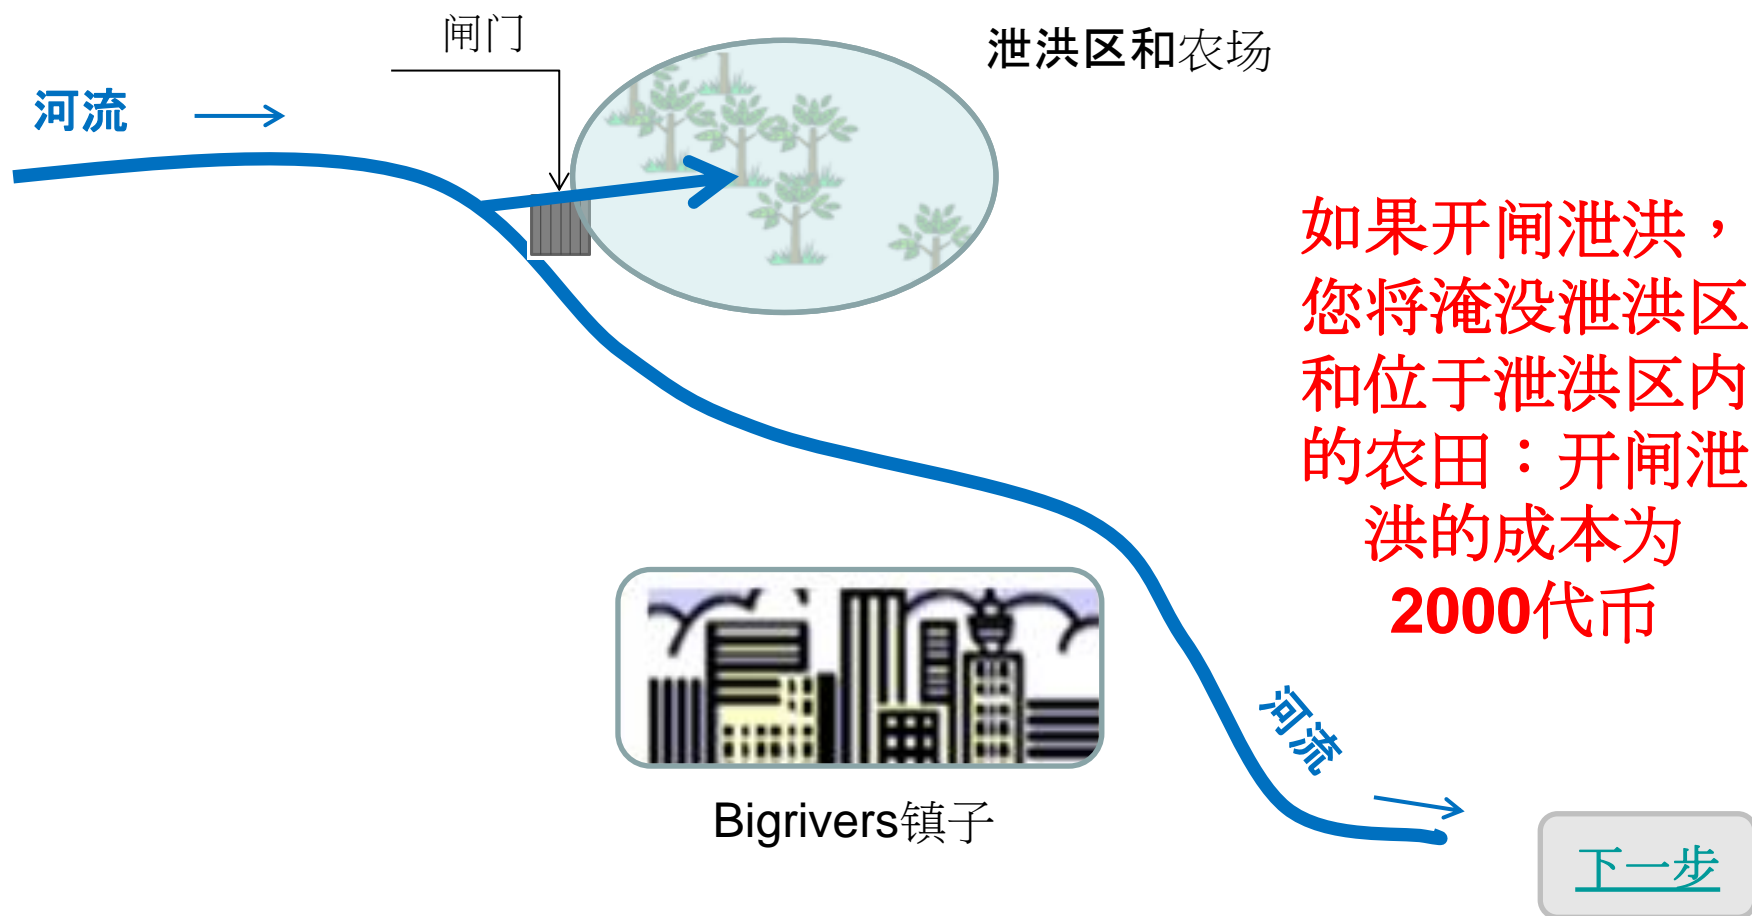 闸门
泄洪区和农场
河流
如果开闸泄洪，
您将淹没泄洪区
和位于泄洪区内
的农田：开闸泄
洪的成本为
2000代币
河流
Bigrivers镇子
下一步